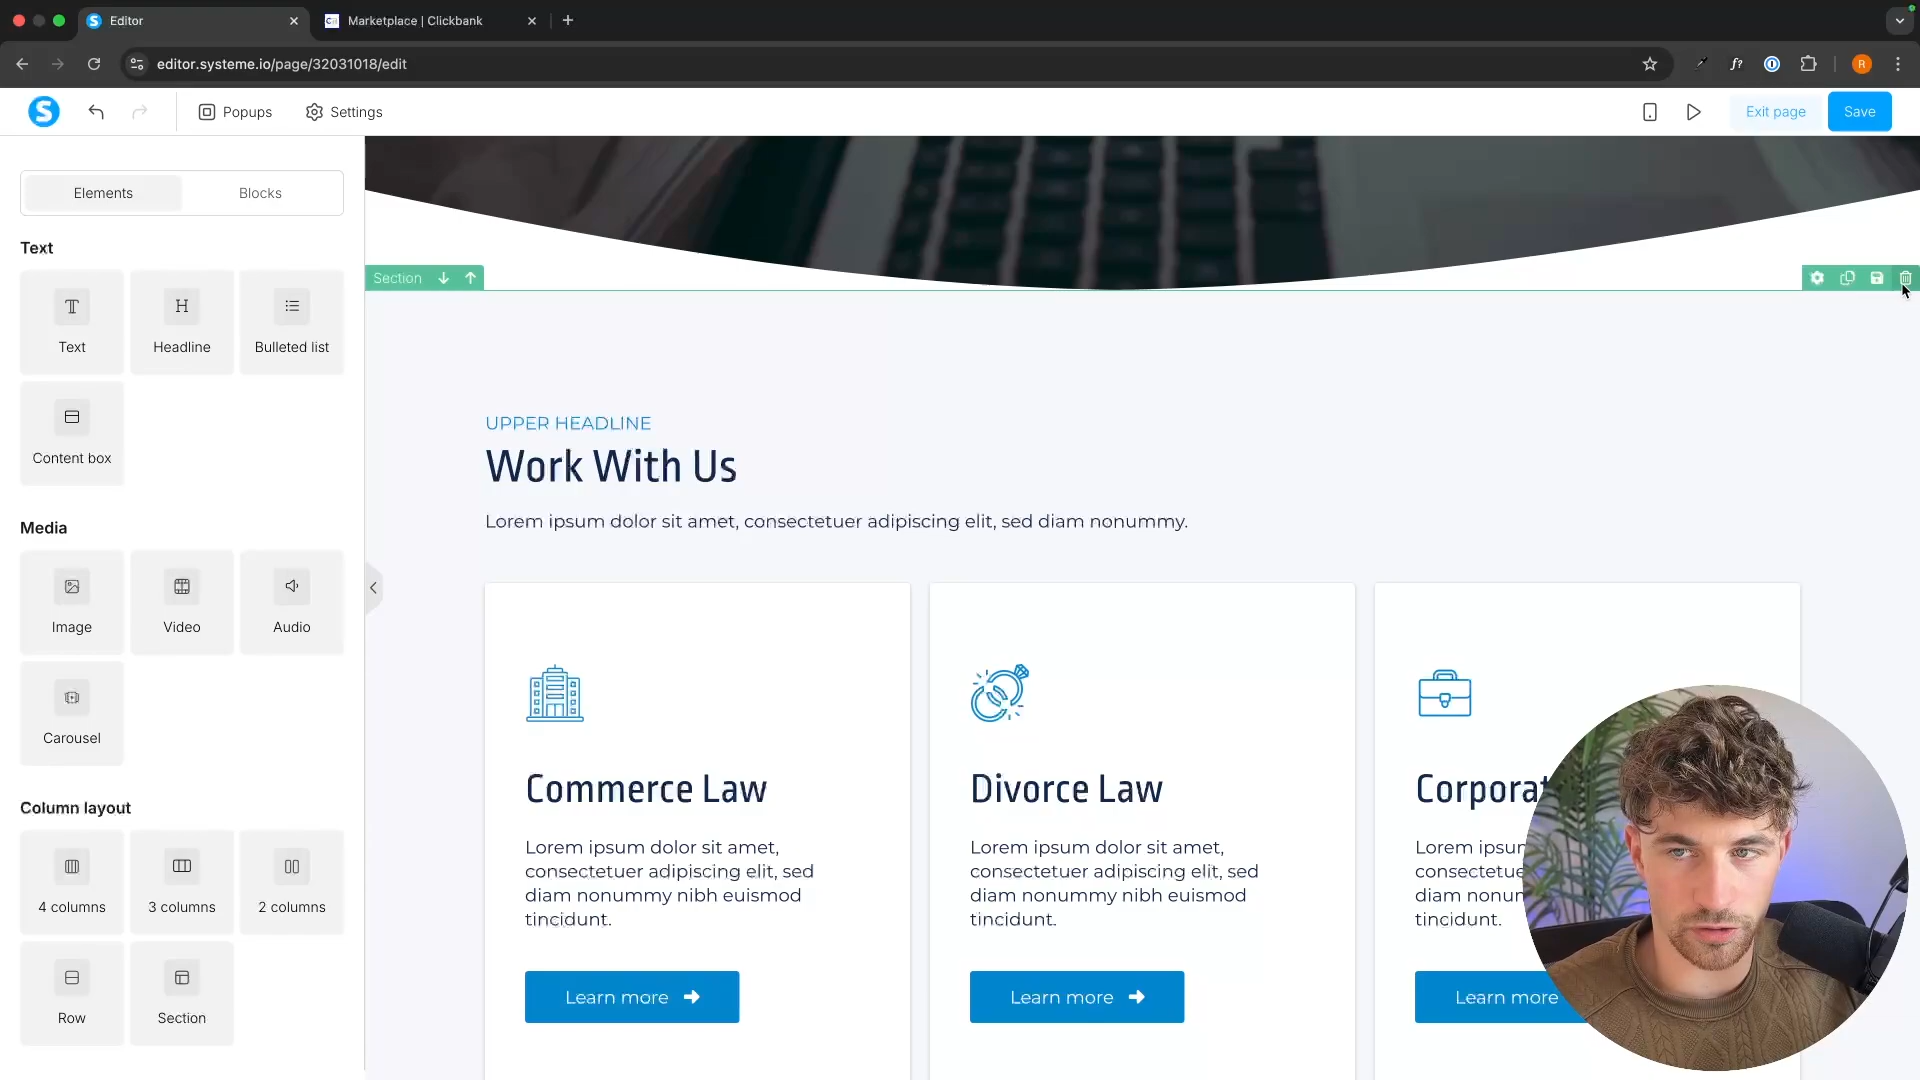 Editor
Marketplace | Clickbank
editor.systeme.io/page/32031018/edit
f?
R
S
Popups
Settings
Exit page
Save
Elements
Blocks
Text
Text
Headline
Bulleted list
Content box
Media
Image
Video
Audio
Carousel
Column layout
4 columns
3 columns
2 columns
Row
Section
Section
UPPER HEADLINE
Work With Us
Lorem ipsum dolor sit amet, consectetuer adipiscing elit, sed diam nonummy.
Commerce Law
Lorem ipsum dolor sit amet,
consectetuer adipiscing elit, sed
diam nonummy nibh euismod
tincidunt.
Learn more
Divorce Law
Lorem ipsum dolor sit amet,
consectetuer adipiscing elit, sed
diam nonummy nibh euismod
tincidunt.
Learn more
Corporat
Lorem ipsur
consectetue
diam nonun
tincidunt.
Learn more